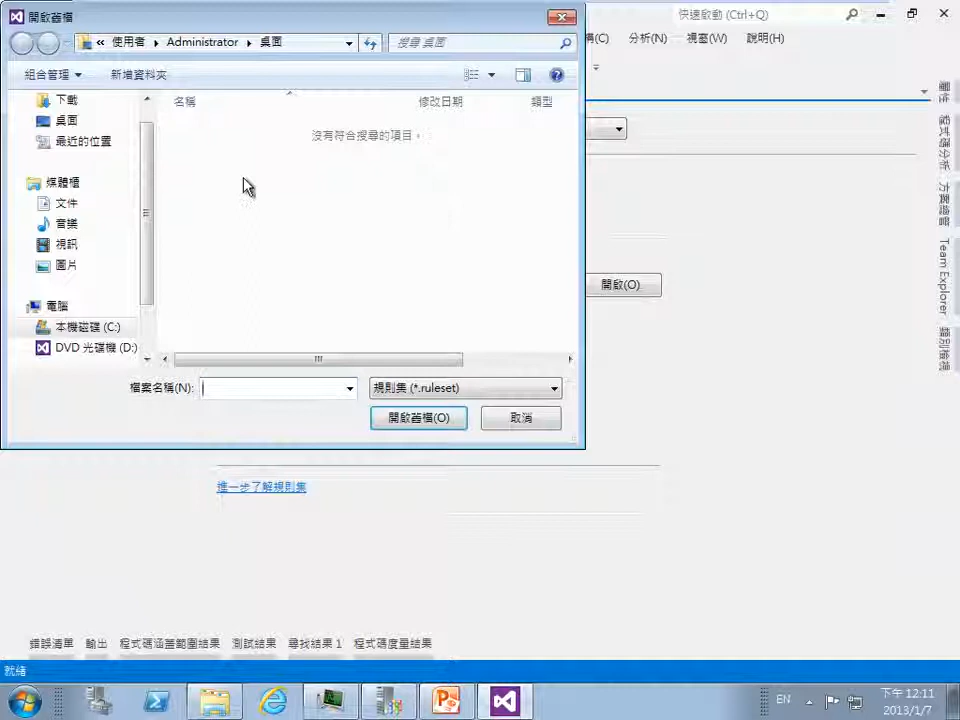 開啟器檔
快速啟動 (Ctrl+Q)
使用者 Administrator 桌面
搜尋 桌面
(C) 分析(N) 視窗(W) 說明(H)
組合管理 新增資料夾
下載
桌面
最近的位置
媒體櫃
文件
音樂
視訊
圖片
電腦
本機磁碟 (C:)
DVD 光碟機 (D:)
名稱 修改日期 類型
沒有符合搜尋的項目。
屬性
程式碼分析
方案總管
Team Explorer
類別檢視
開啟(O)
檔案名稱(N):
規則集 (*.ruleset)
開啟器檔(O)
取消
進一步了解規則集
錯誤清單 輸出 程式碼涵蓋範圍結果 測試結果 尋找結果 1 程式碼度量結果
就緒
EN
下午 12:11
2013/1/7